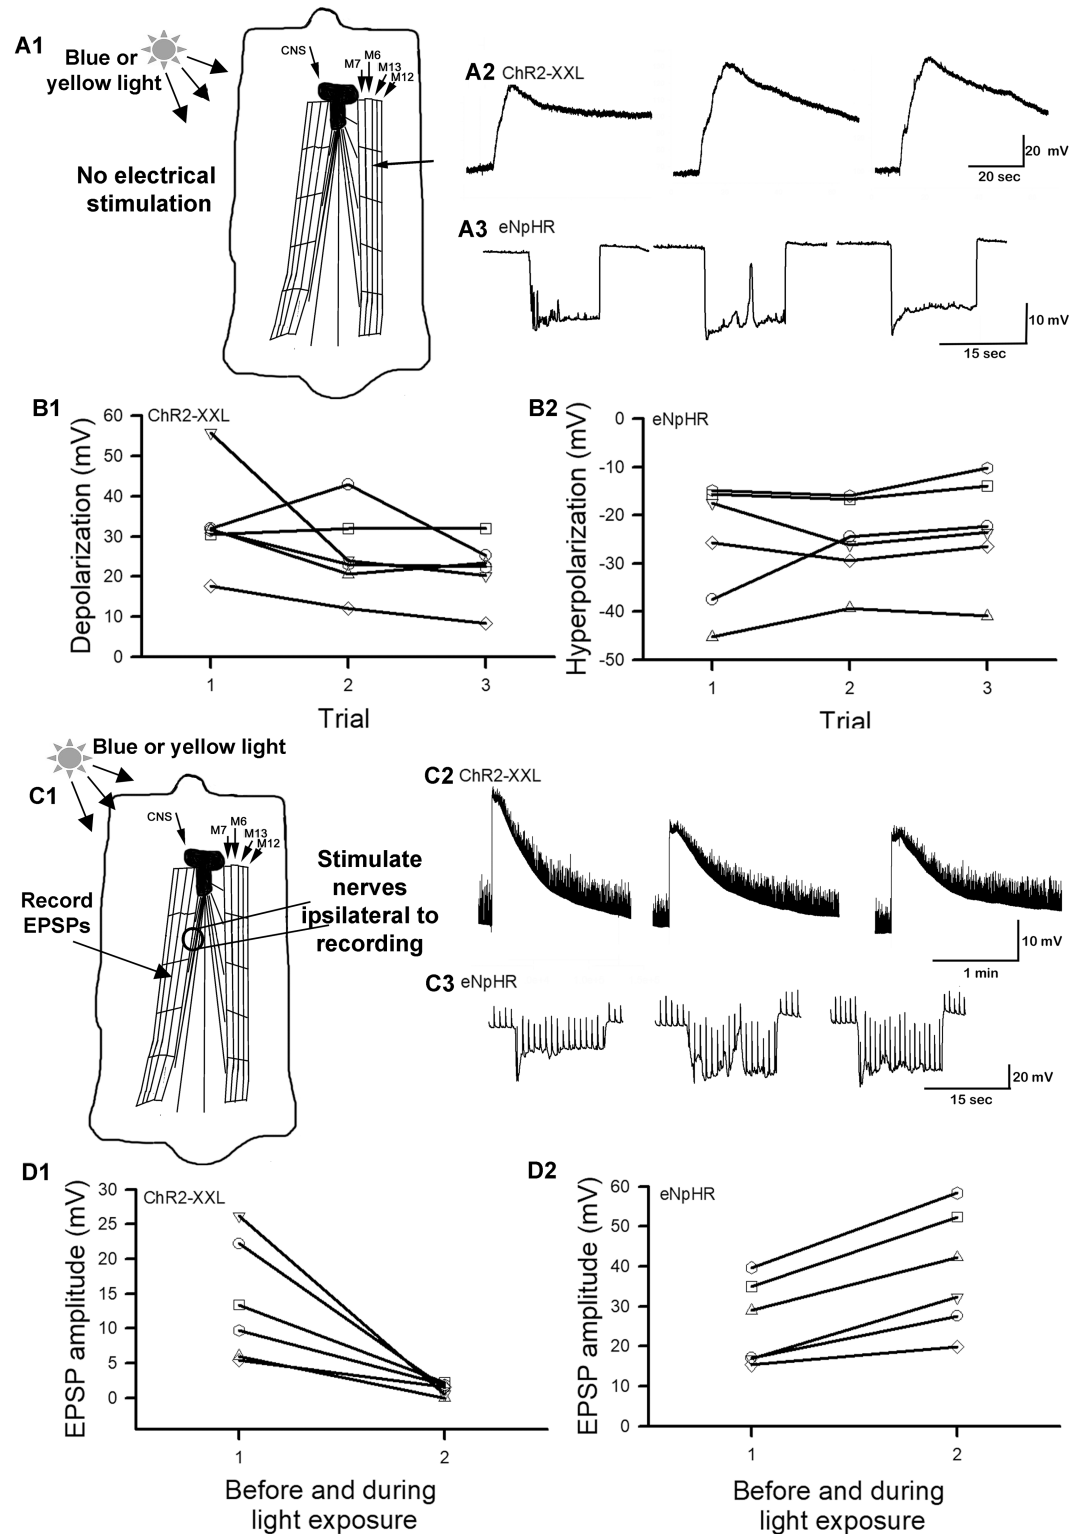 A1
Blue or
yellow light
CNS
M7 M6
M13
M12
No electrical
stimulation
A2 ChR2-XXL
20 mV
20 sec
A3 eNpHR
10 mV
15 sec
B1
ChR2-XXL
Depolarization (mV)
60
50
40
30
20
10
0
1 2 3
Trial
B2
eNpHR
Hyperpolarization (mV)
0
-10
-20
-30
-40
-50
1 2 3
Trial
Blue or yellow light
C1
CNS
M7 M6
M13
M12
Record
EPSPs
Stimulate
nerves
ipsilateral to
recording
C2 ChR2-XXL
10 mV
1 min
C3 eNpHR
20 mV
15 sec
D1
ChR2-XXL
EPSP amplitude (mV)
30
25
20
15
10
5
0
1 2
Before and during
light exposure
D2
eNpHR
EPSP amplitude (mV)
60
50
40
30
20
10
0
1 2
Before and during
light exposure